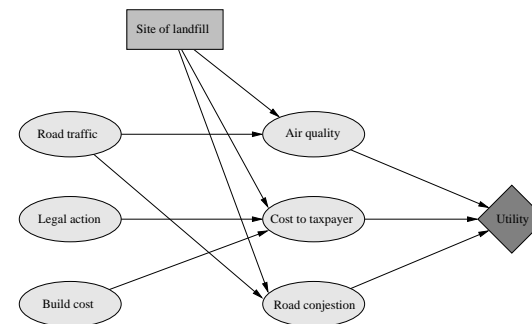 Site of landfill
Road traffic
Air quality
Legal action
Cost to taxpayer
Utility
Build cost
Road conjestion